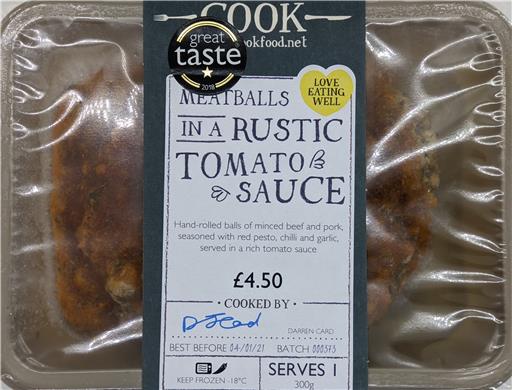 COOK
okfood.net
great
taste
2018
LOVE
EATING
WELL
MEATBALLS
IN A RUSTIC
TOMATO
& SAUCE
Hand-rolled balls of minced beef and pork,
seasoned with red pesto, chilli and garlic,
served in a rich tomato sauce
£4.50
• COOKED BY •
DARREN CARD
BEST BEFORE 04/01/21 BATCH 000575
KEEP FROZEN -18°C
SERVES 1
300g